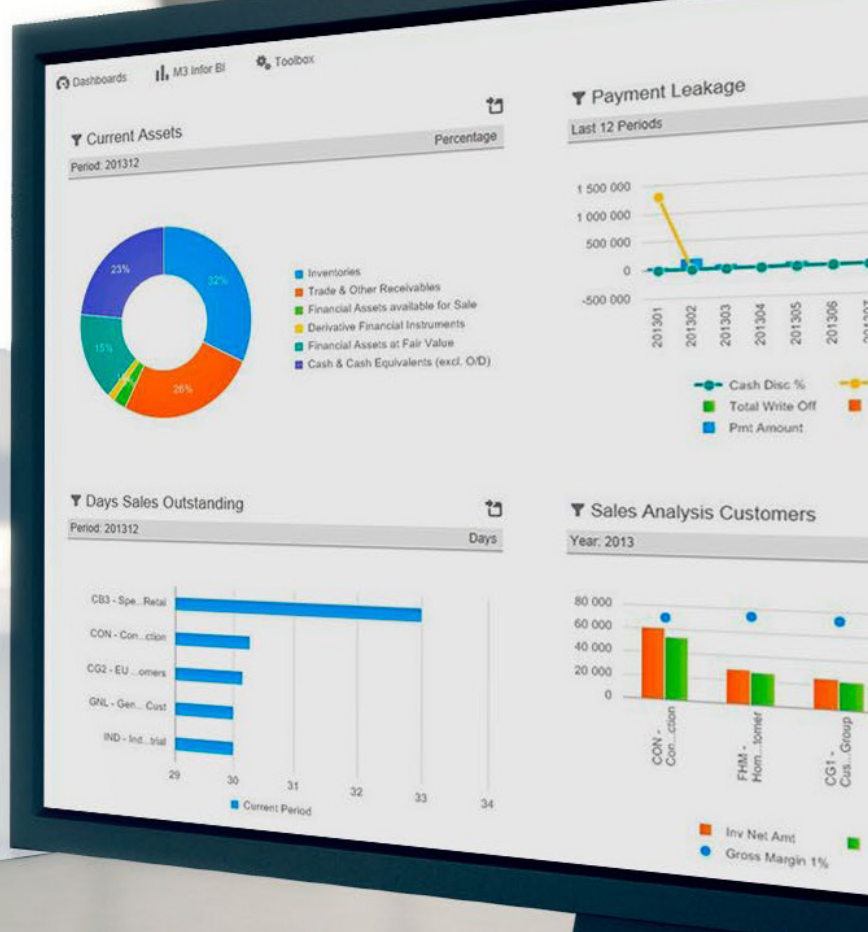 Dashboards
M3 Infor BI
Toolbox
Current Assets
Period: 201312 Percentage
23%
32%
15%
26%
Inventories
Trade & Other Receivables
Financial Assets available for Sale
Derivative Financial Instruments
Financial Assets at Fair Value
Cash & Cash Equivalents (excl. O/D)
Payment Leakage
Last 12 Periods
1 500 000
1 000 000
500 000
0
-500 000
201301
201302
201303
201304
201305
201306
Cash Disc %
Total Write Off
Pmt Amount
Days Sales Outstanding
Period: 201312 Days
CB3 - Spe...Retal
CON - Con...ction
CG2 - EU ...omers
GNL - Gen... Cust
IND - Ind...trial
29 30 31 32 33 34
Current Period
Sales Analysis Customers
Year: 2013
80 000
60 000
40 000
20 000
0
CON -
Con...ction
FHM -
Hom...tomer
CG1 -
Cus...Group
Inv Net Amt
Gross Margin 1%